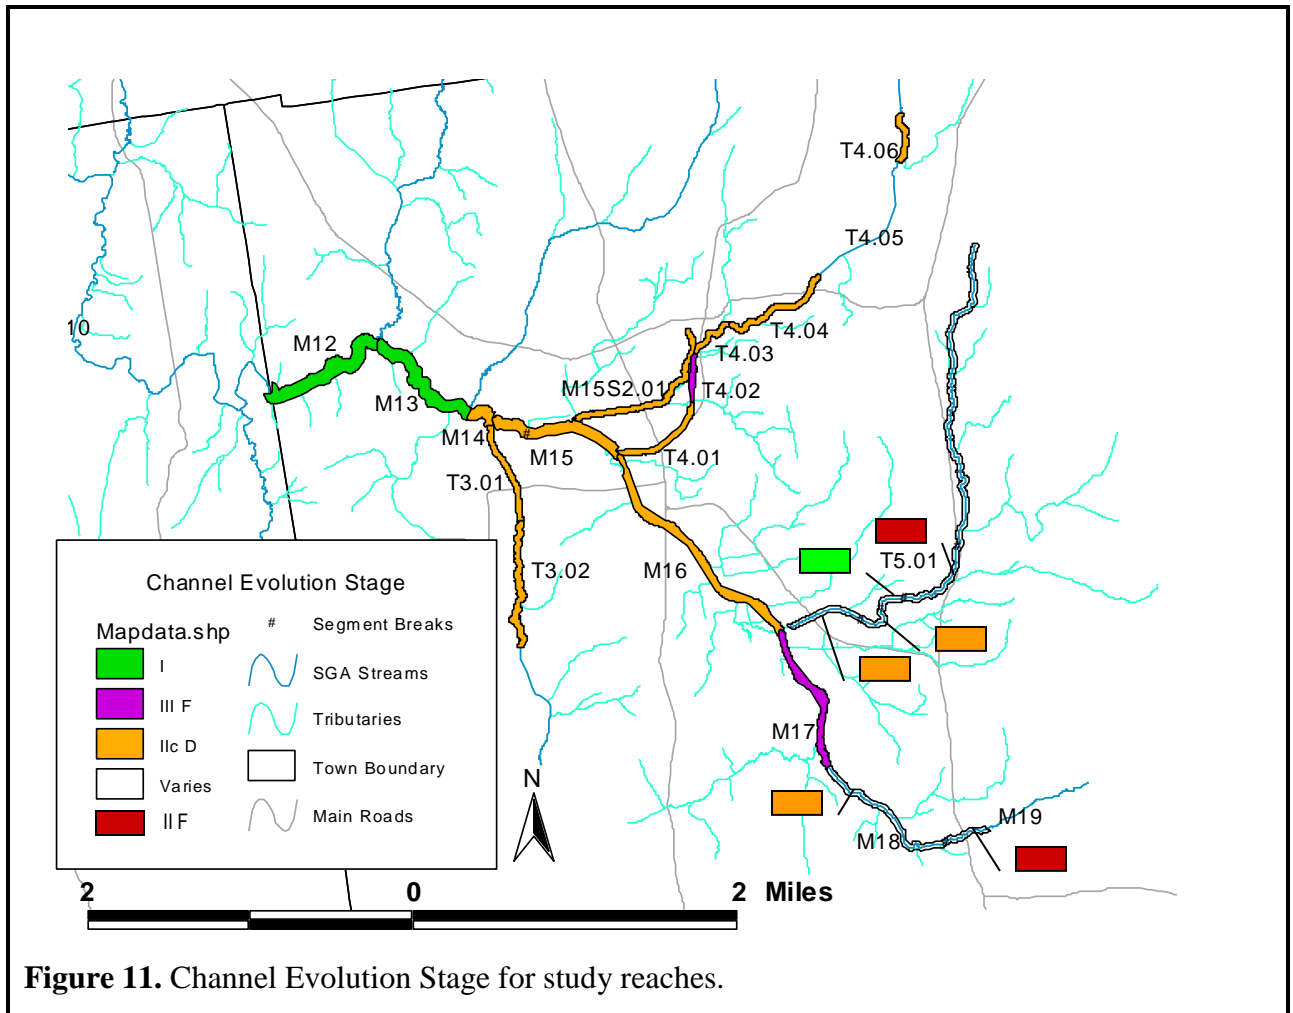 T4.06
T4.05
10
M12
T4.04
T4.03
M15S2.01
T4.02
M13
M14
M15
T4.01
T3.01
T5.01
T3.02
M16
Channel Evolution Stage
Mapdata.shp
I
III F
IIc D
Varies
II F
# Segment Breaks
SGA Streams
Tributaries
Town Boundary
Main Roads
M17
N
M19
M18
2 0 2 Miles
Figure 11. Channel Evolution Stage for study reaches.